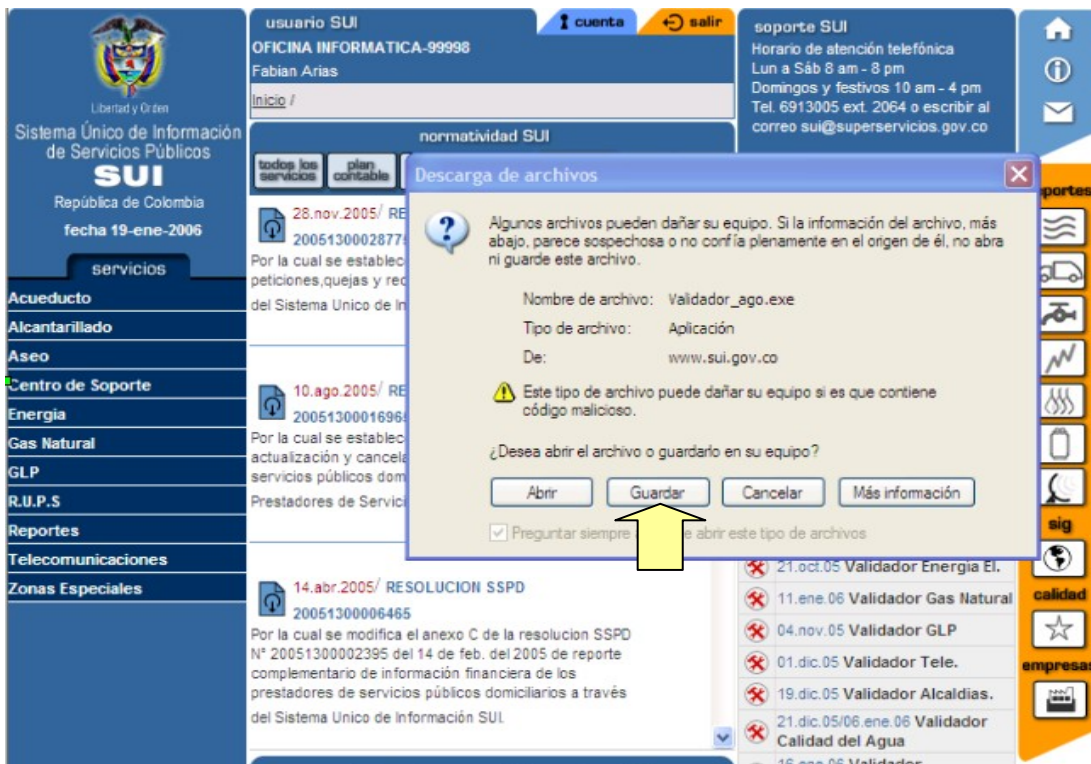 Libertad y Orden
Sistema Único de Información
de Servicios Públicos
SUI
República de Colombia
fecha 19-ene-2006
servicios
Acueducto
Alcantarillado
Aseo
Centro de Soporte
Energia
Gas Natural
GLP
R.U.P.S
Reportes
Telecomunicaciones
Zonas Especiales
usuario SUI
cuenta
salir
OFICINA INFORMATICA-99998
Fabian Arias
Inicio /
normatividad SUI
todos los
servicios
plan
contable
28.nov.2005/ RE
2005130002877
Por la cual se establec
peticiones,quejas y rec
del Sistema Unico de In
10.ago.2005/ RE
2005130001696
Por la cual se establec
actualización y cancela
servicios públicos dom
Prestadores de Servici
14.abr.2005/ RESOLUCION SSPD
20051300006465
Por la cual se modifica el anexo C de la resolucion SSPD
N° 20051300002395 del 14 de feb. del 2005 de reporte
complementario de información financiera de los
prestadores de servicios públicos domiciliarios a través
del Sistema Unico de Información SUI.
soporte SUI
Horario de atención telefónica
Lun a Sáb 8 am - 8 pm
Domingos y festivos 10 am - 4 pm
Tel. 6913005 ext. 2064 o escribir al
correo sui@superservicios.gov.co
Descarga de archivos
Algunos archivos pueden dañar su equipo. Si la información del archivo, más
abajo, parece sospechosa o no confía plenamente en el origen de él, no abra
ni guarde este archivo.
Nombre de archivo: Validador_ago.exe
Tipo de archivo: Aplicación
De: www.sui.gov.co
Este tipo de archivo puede dañar su equipo si es que contiene
código malicioso.
¿Desea abrir el archivo o guardarlo en su equipo?
Abrir
Guardar
Cancelar
Más información
Preguntar siempre e abrir este tipo de archivos
21.oct.05 Validador Energia El.
11.ene.06 Validador Gas Natural
04.nov.05 Validador GLP
01.dic.05 Validador Tele.
19.dic.05 Validador Alcaldias.
21.dic.05/06.ene.06 Validador
Calidad del Agua
portes
sig
calidad
empresas